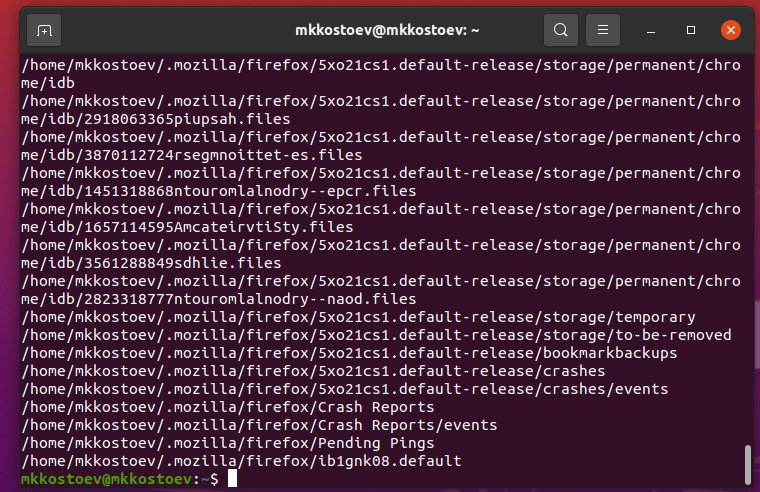 mkkostoev@mkkostoev: ~
/home/mkkostoev/.mozilla/firefox/5xo21cs1.default-release/storage/permanent/chro
me/idb
/home/mkkostoev/.mozilla/firefox/5xo21cs1.default-release/storage/permanent/chro
me/idb/2918063365piupsah.files
/home/mkkostoev/.mozilla/firefox/5xo21cs1.default-release/storage/permanent/chro
me/idb/3870112724rsegmnoittet-es.files
/home/mkkostoev/.mozilla/firefox/5xo21cs1.default-release/storage/permanent/chro
me/idb/1451318868ntouromlalnodry--epcr.files
/home/mkkostoev/.mozilla/firefox/5xo21cs1.default-release/storage/permanent/chro
me/idb/1657114595AmcateirvtiSty.files
/home/mkkostoev/.mozilla/firefox/5xo21cs1.default-release/storage/permanent/chro
me/idb/3561288849sdhlie.files
/home/mkkostoev/.mozilla/firefox/5xo21cs1.default-release/storage/permanent/chro
me/idb/2823318777ntouromlalnodry--naod.files
/home/mkkostoev/.mozilla/firefox/5xo21cs1.default-release/storage/temporary
/home/mkkostoev/.mozilla/firefox/5xo21cs1.default-release/storage/to-be-removed
/home/mkkostoev/.mozilla/firefox/5xo21cs1.default-release/bookmarkbackups
/home/mkkostoev/.mozilla/firefox/5xo21cs1.default-release/crashes
/home/mkkostoev/.mozilla/firefox/5xo21cs1.default-release/crashes/events
/home/mkkostoev/.mozilla/firefox/Crash Reports
/home/mkkostoev/.mozilla/firefox/Crash Reports/events
/home/mkkostoev/.mozilla/firefox/Pending Pings
/home/mkkostoev/.mozilla/firefox/ib1gnk08.default
mkkostoev@mkkostoev:~$